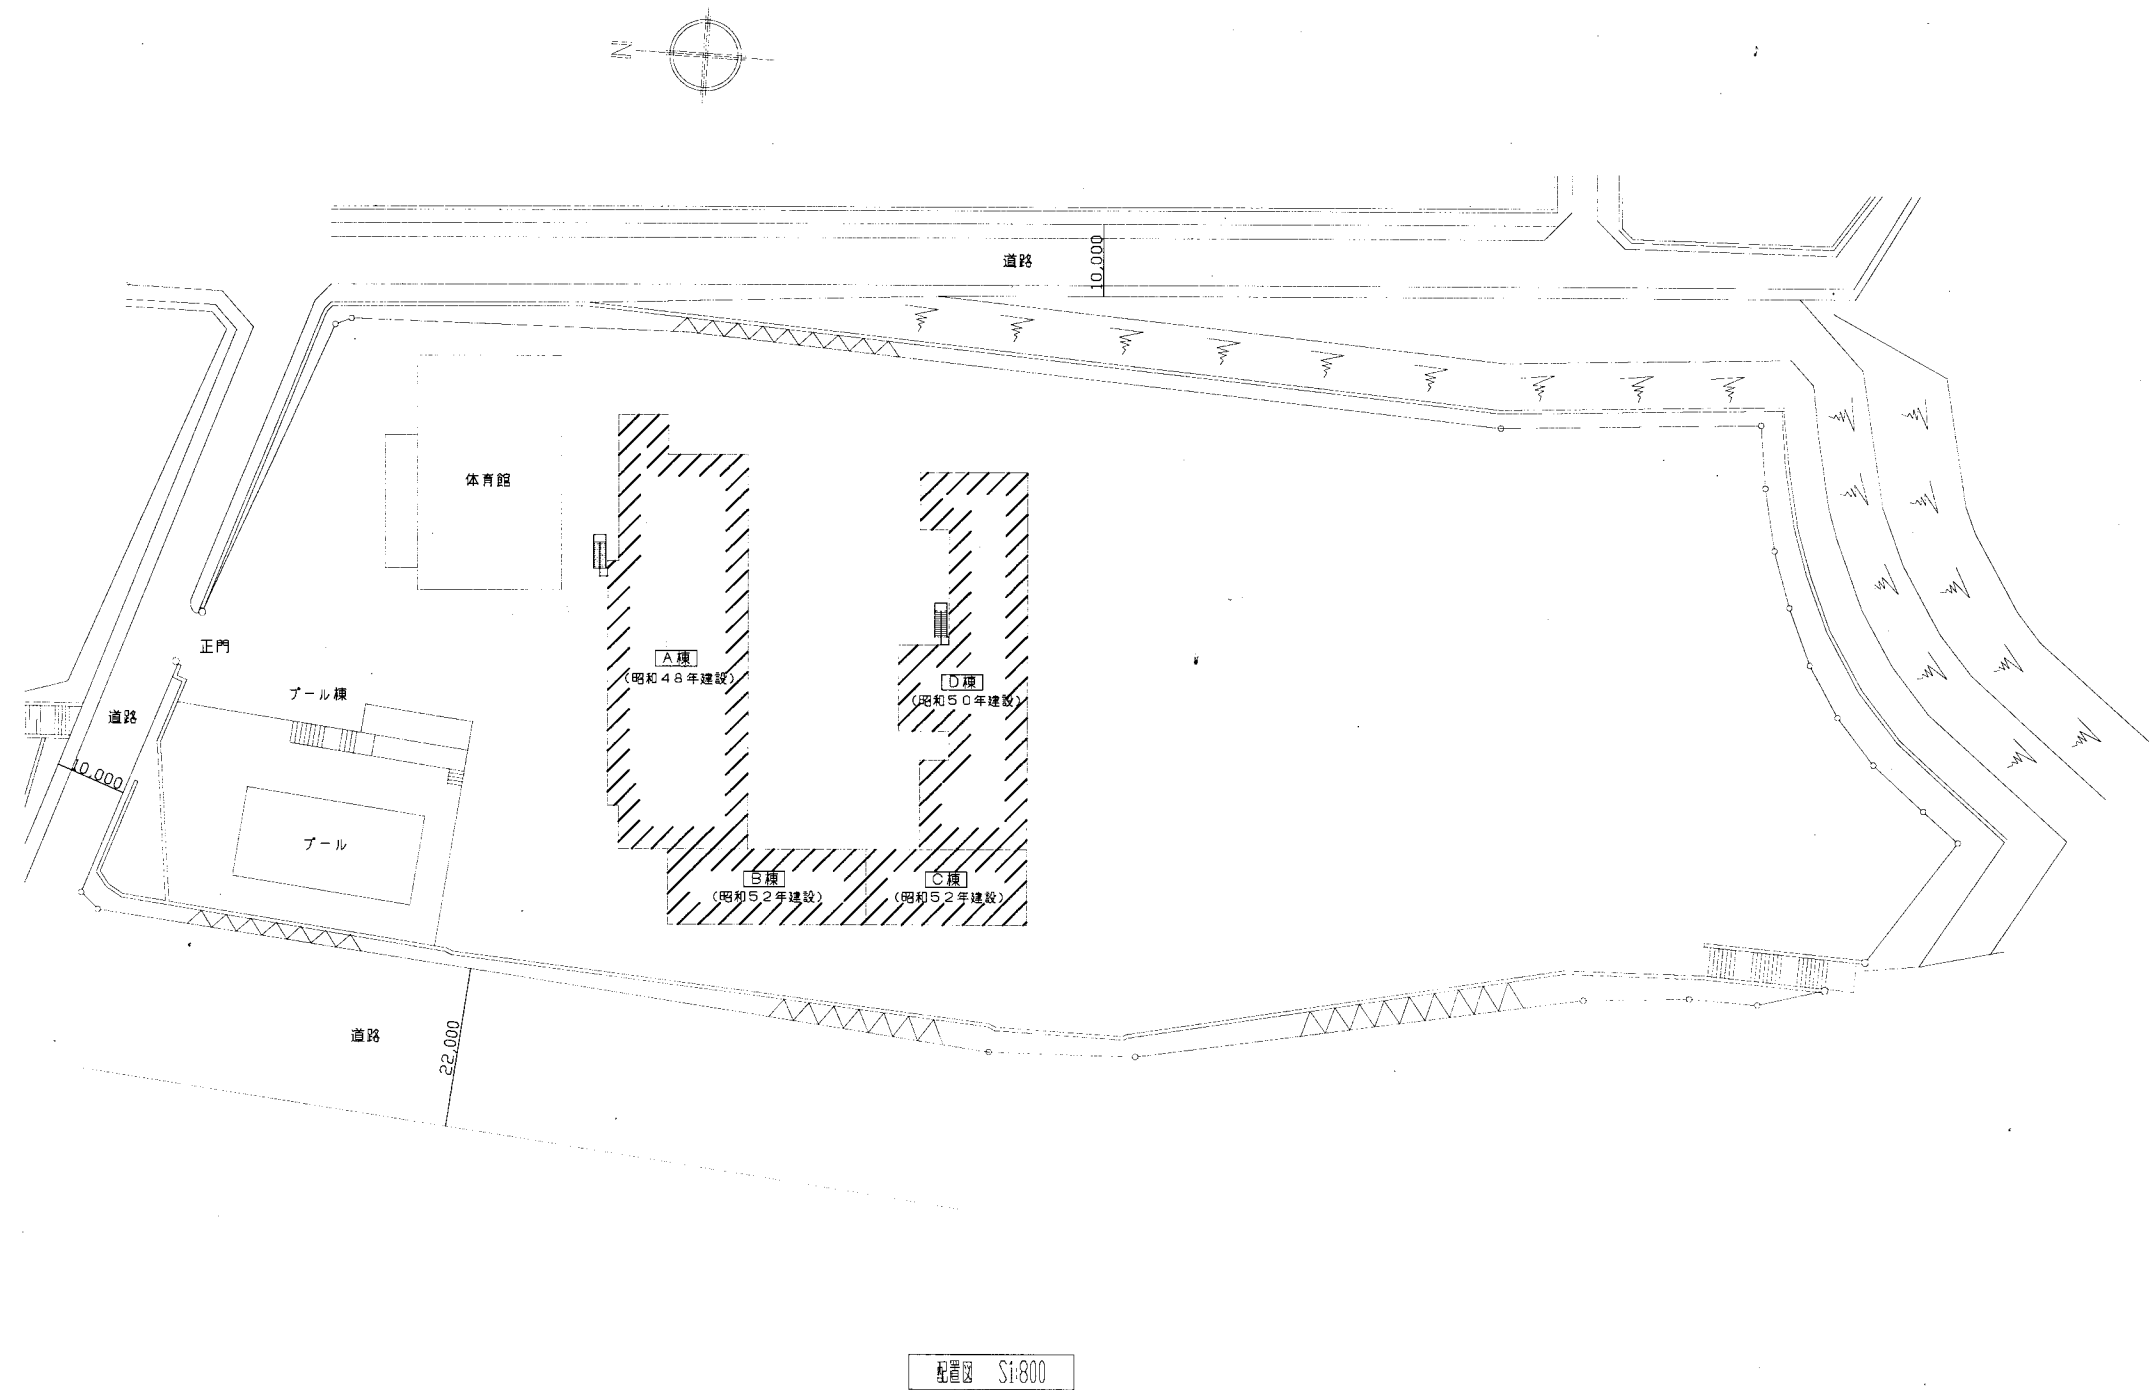 N
道路
10,000
体育館
正門
A棟
(昭和48年建設)
D棟
(昭和50年建設)
プール棟
道路
10,000
プール
B棟
(昭和52年建設)
C棟
(昭和52年建設)
道路
22,000
配置図 S1:800